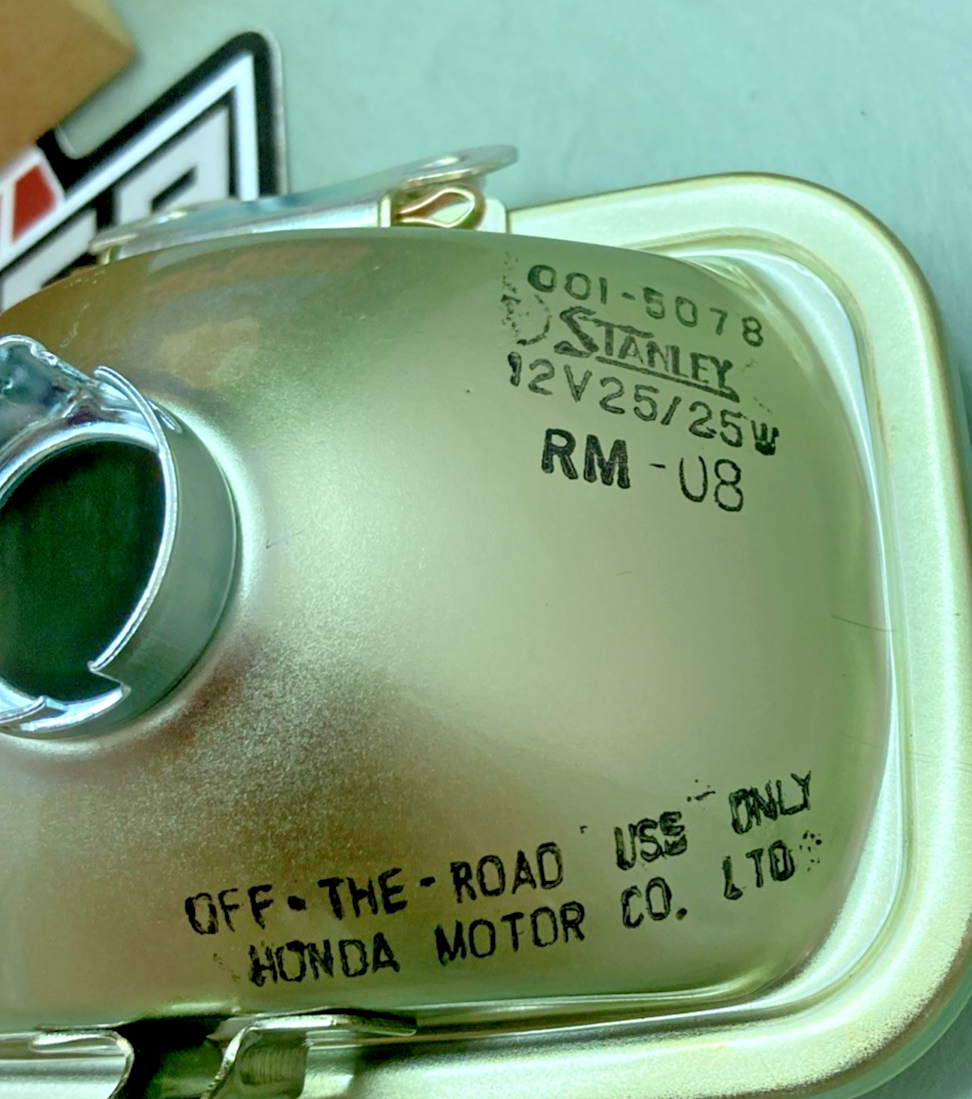 001-5078
STANLEY
12V25/25W
RM-08
OFF-THE-ROAD USE ONLY
HONDA MOTOR CO. LTD